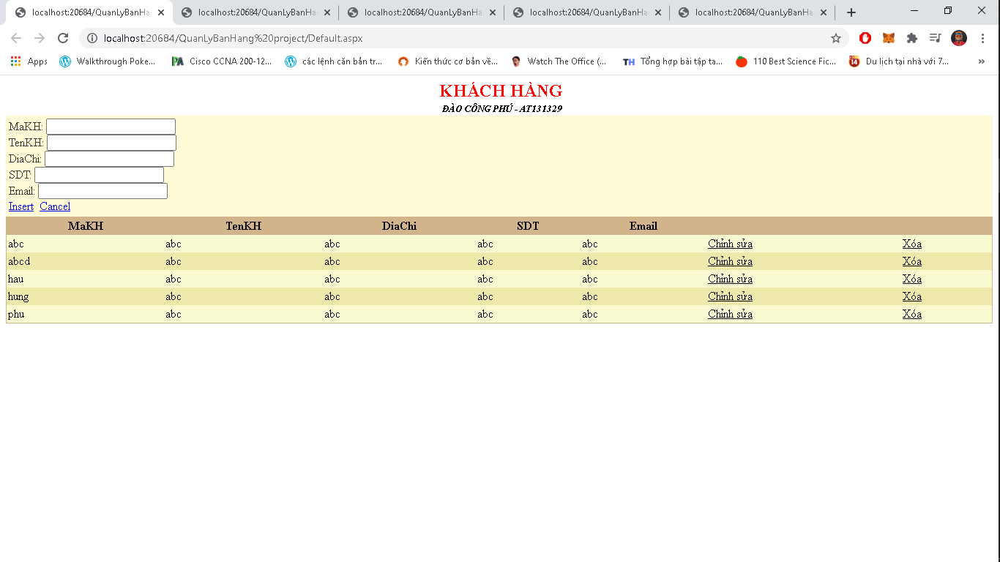 localhost:20684/QuanLyBanHa
localhost:20684/QuanLyBanHa
localhost:20684/QuanLyBanHa
localhost:20684/QuanLyBanHa
localhost:20684/QuanLyBanHa
localhost:20684/QuanLyBanHang%20project/Default.aspx
Apps Walkthrough Poke... Cisco CCNA 200-12... các lệnh căn bản tr... Kiến thức cơ bản về... Watch The Office (... TH Tổng hợp bài tập ta... 110 Best Science Fic... 14 Du lịch tại nhà với 7... »
KHÁCH HÀNG
ĐÀO CÔNG PHÚ - AT131329
MaKH:
TenKH:
DiaChi:
SDT:
Email:
Insert Cancel
MaKH TenKH DiaChi SDT Email
abc abc abc abc abc Chỉnh sửa Xóa
abcd abc abc abc abc Chỉnh sửa Xóa
hau abc abc abc abc Chỉnh sửa Xóa
hung abc abc abc abc Chỉnh sửa Xóa
phu abc abc abc abc Chỉnh sửa Xóa